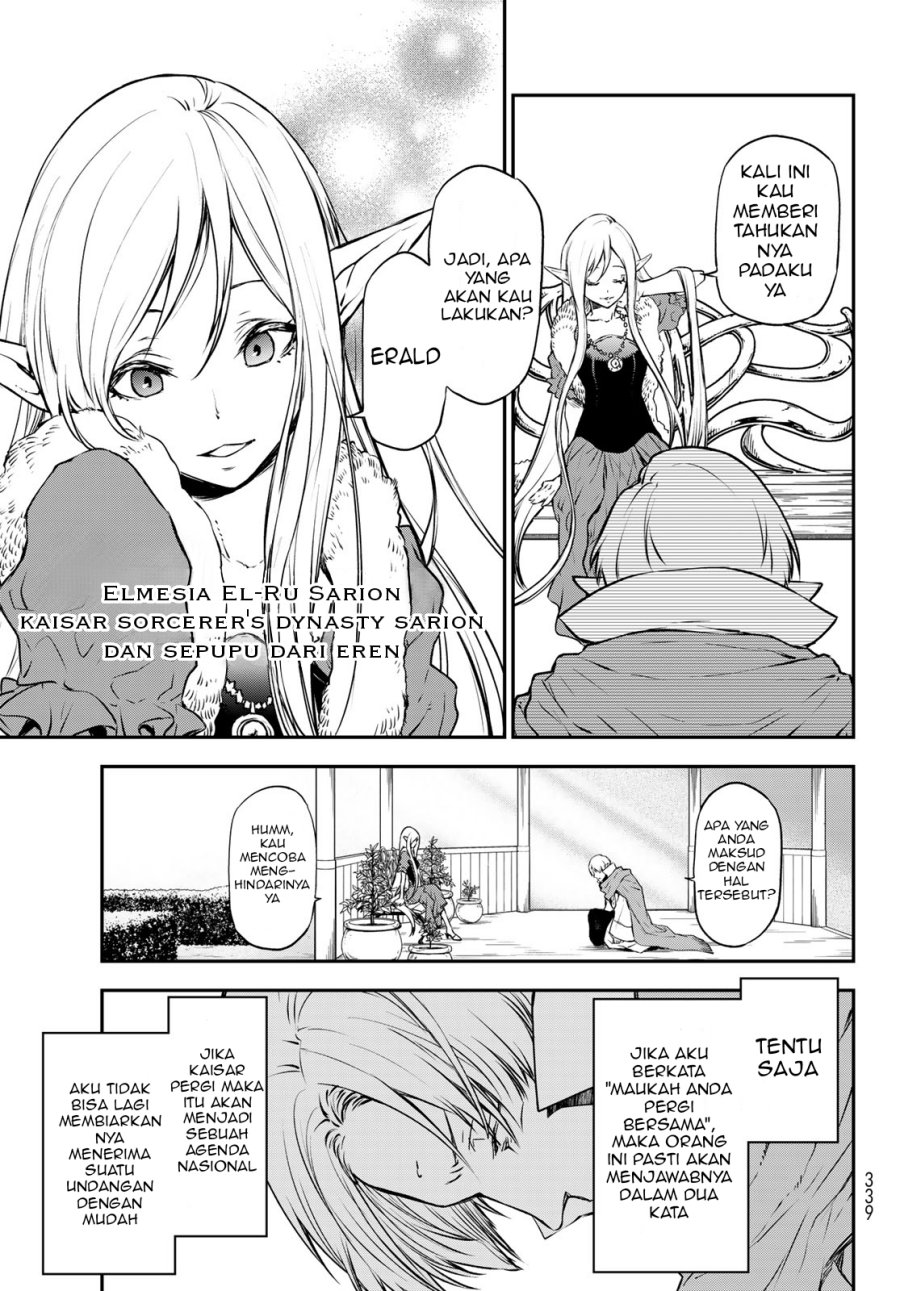 KALI INI
KAU
MEMBERI
TAHUKAN
NYA
PADAKU
YA
JADI, APA
YANG
AKAN KAU
LAKUKAN?
ERALD
ELMESIA EL-RU SARION
KAISAR SORCERER'S DYNASTY SARION
DAN SEPUPU DARI EREN
APA YANG
ANDA
MAKSUD
DENGAN
HAL
TERSEBUT?
HUMM,
KAU
MENCOBA
MENG-
HINDARINYA
YA
TENTU
SAJA
JIKA AKU
BERKATA
"MAUKAH ANDA
PERGI
BERSAMA",
MAKA ORANG
INI PASTI AKAN
MENJAWABNYA
DALAM DUA
KATA
JIKA
KAISAR
PERGI MAKA
ITU AKAN
MENJADI
SEBUAH
AGENDA
NASIONAL
AKU TIDAK
BISA LAGI
MEMBIARKAN
NYA
MENERIMA
SUATU
UNDANGAN
DENGAN
MUDAH
339